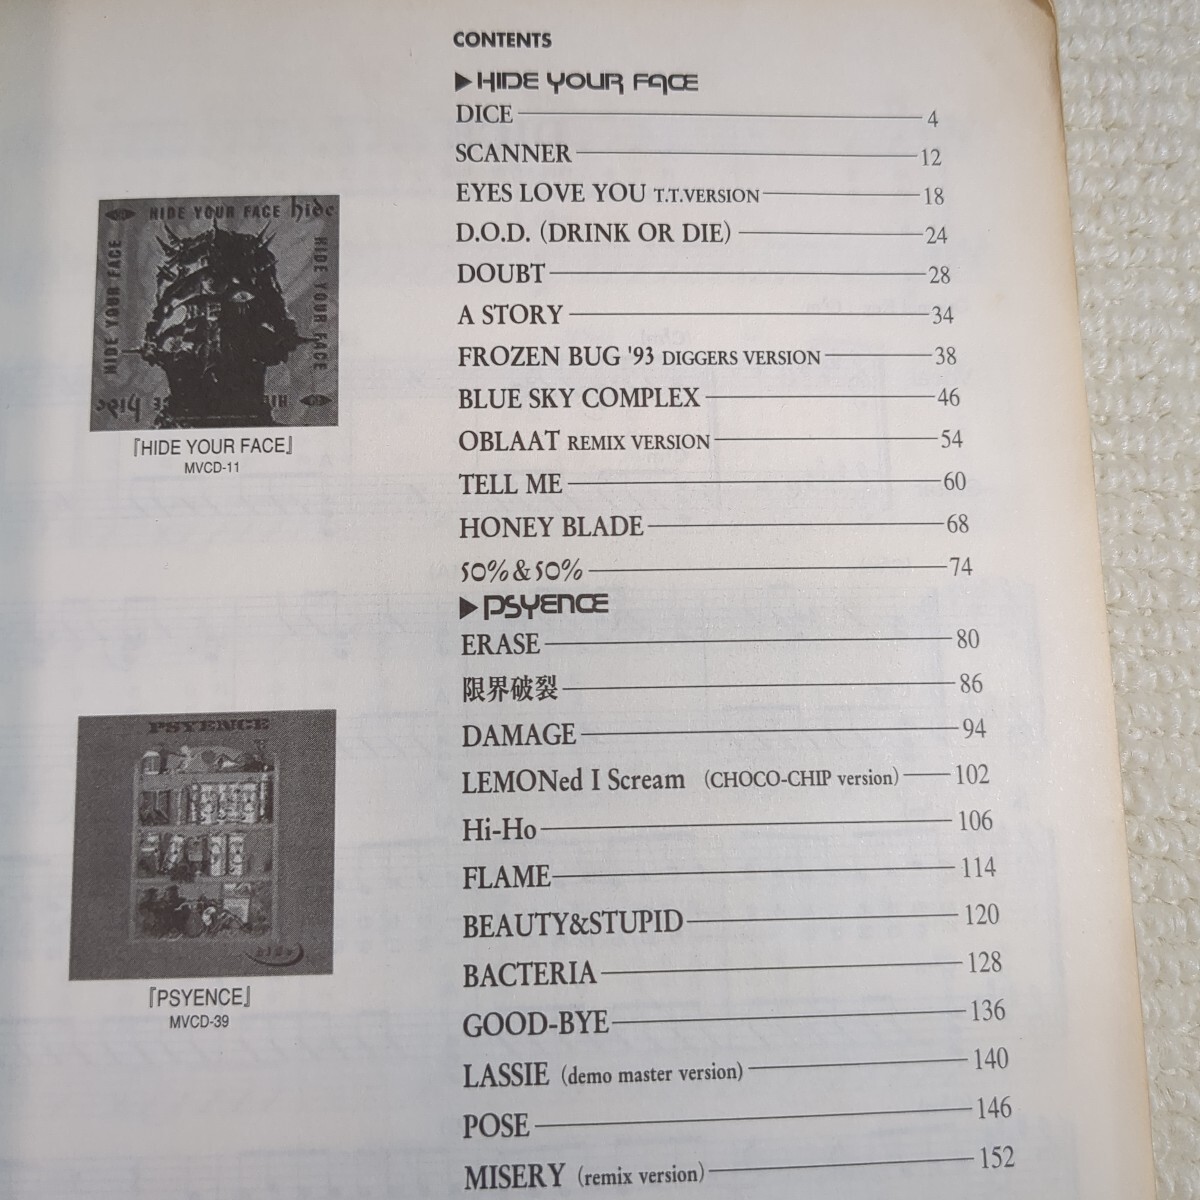 CONTENTS
▶HIDE YOUR FACE
DICE 4
SCANNER 12
EYES LOVE YOU T.T.VERSION 18
D.O.D. (DRINK OR DIE) 24
DOUBT 28
A STORY 34
FROZEN BUG '93 DIGGERS VERSION 38
BLUE SKY COMPLEX 46
OBLAAT REMIX VERSION 54
TELL ME 60
HONEY BLADE 68
50%&50% 74
▶PSYENCE
ERASE 80
限界破裂 86
DAMAGE 94
LEMONed I Scream (CHOCO-CHIP version) 102
Hi-Ho 106
FLAME 114
BEAUTY&STUPID 120
BACTERIA 128
GOOD-BYE 136
LASSIE (demo master version) 140
POSE 146
MISERY (remix version) 152
HIDE YOUR FACE hide
HIDE YOUR FACE
HIDE YOUR FACE
hide
『HIDE YOUR FACE』
MVCD-11
PSYENCE
hide
『PSYENCE』
MVCD-39